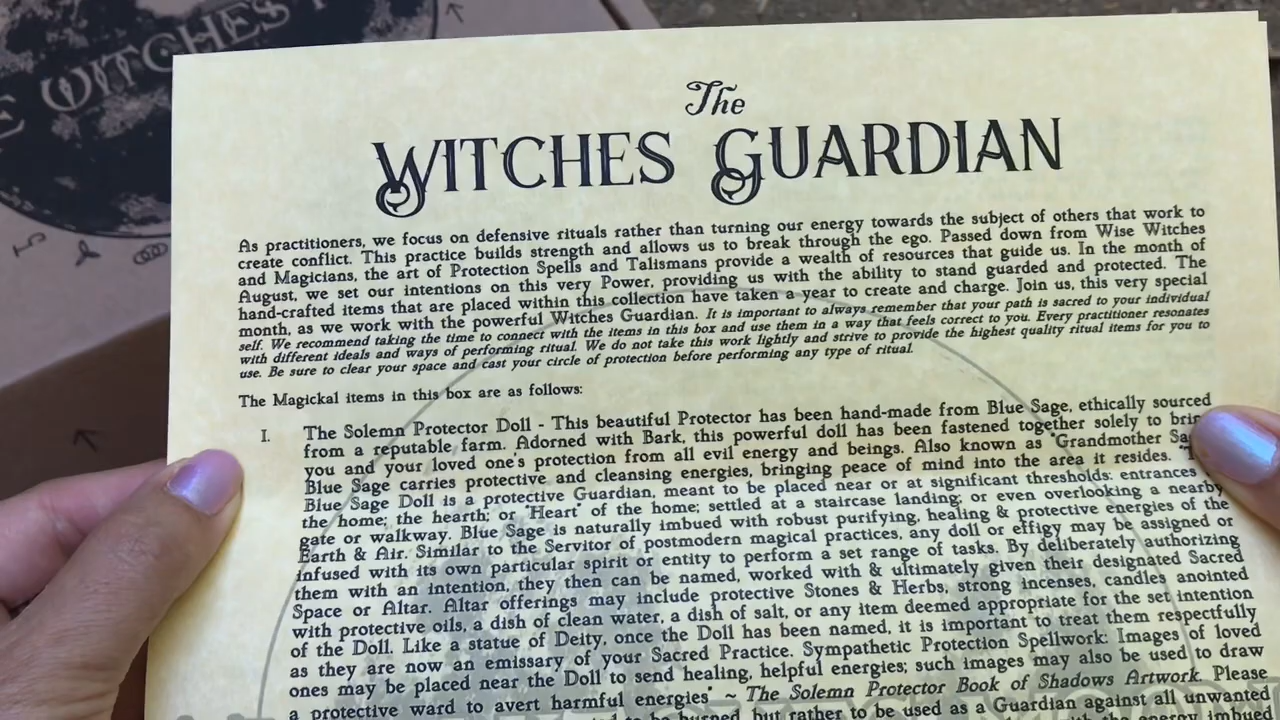 WITCHES
The
WITCHES GUARDIAN
As practitioners, we focus on defensive rituals rather than turning our energy towards the subject of others that work to
create conflict. This practice builds strength and allows us to break through the ego. Passed down from Wise Witches
and Magicians, the art of Protection Spells and Talismans provide a wealth of resources that guide us. In the month of
August, we set our intentions on this very Power, providing us with the ability to stand guarded and protected. The
hand-crafted items that are placed within this collection have taken a year to create and charge. Join us, this very special
month, as we work with the powerful Witches Guardian. It is important to always remember that your path is sacred to your individual
self. We recommend taking the time to connect with the items in this box and use them in a way that feels correct to you. Every practitioner resonates
with different ideals and ways of performing ritual. We do not take this work lightly and strive to provide the highest quality ritual items for you to
use. Be sure to clear your space and cast your circle of protection before performing any type of ritual.
The Magickal items in this box are as follows:
I. The Solemn Protector Doll - This beautiful Protector has been hand-made from Blue Sage, ethically sourced
from a reputable farm. Adorned with Bark, this powerful doll has been fastened together solely to
you and your loved one's protection from all evil energy and beings. Also known as "Grandmother
Blue Sage carries protective and cleansing energies, bringing peace of mind into the area it resides.
Blue Sage Doll is a protective Guardian, meant to be placed near or at significant thresholds: entrances
the home; the hearth; or "Heart" of the home; settled at a staircase landing; or even overlooking a nearby
gate or walkway. Blue Sage is naturally imbued with robust purifying, healing & protective energies of the
Earth & Air. Similar to the Servitor of postmodern magical practices, any doll or effigy may be assigned or
infused with its own particular spirit or entity to perform a set range of tasks. By deliberately authorizing
them with an intention, they then can be named, worked with & ultimately given their designated Sacred
Space or Altar. Altar offerings may include protective Stones & Herbs, strong incenses, candles anointed
with protective oils, a dish of clean water, a dish of salt, or any item deemed appropriate for the set intention
of the Doll. Like a statue of Deity, once the Doll has been named, it is important to treat them respectfully
as they are now an emissary of your Sacred Practice. Sympathetic Protection Spellwork: Images of loved
ones may be placed near the Doll to send healing, helpful energies; such images may also be used to draw
a protective ward to avert harmful energies" ~ The Solemn Protector Book of Shadows Artwork. Please
to be burned, but rather to be used as a Guardian against all unwanted
the energy imbued